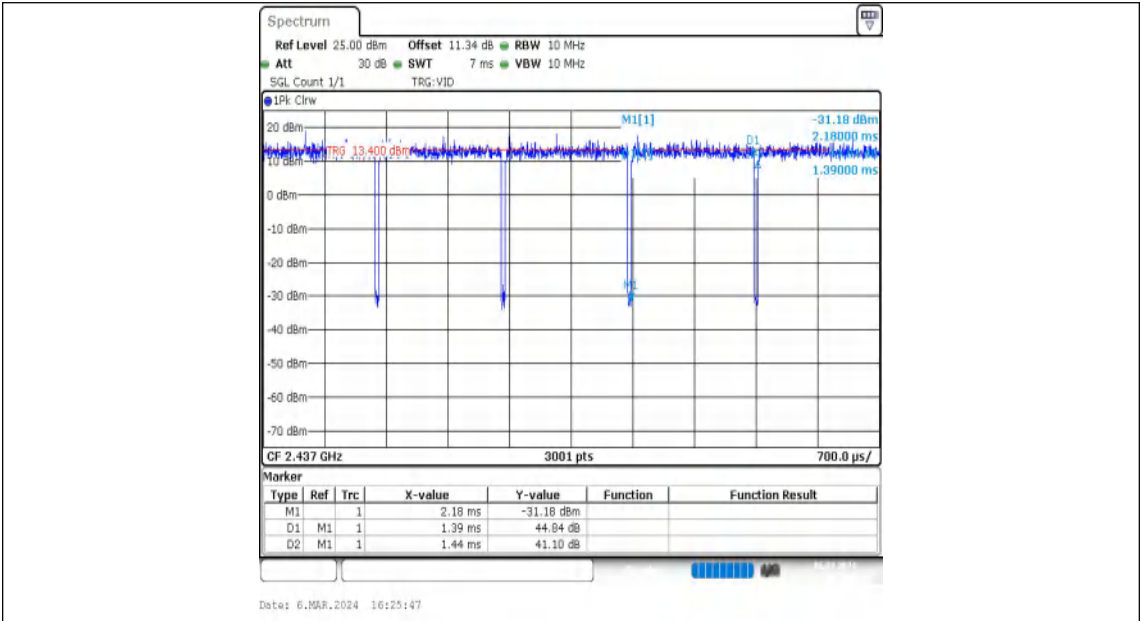 Spectrum
Ref Level 25.00 dBm Offset 11.34 dB RBW 10 MHz
Att 30 dB SWT 7 ms VBW 10 MHz
SGL Count 1/1 TRG:VID
1Pk Clrw
M1[1] -31.18 dBm
2.18000 ms
1.39000 ms
20 dBm
D1
TRG 13.400 dBm
10 dBm
0 dBm
-10 dBm
-20 dBm
M1
-30 dBm
-40 dBm
-50 dBm
-60 dBm
-70 dBm
CF 2.437 GHz 3001 pts 700.0 µs/
Marker
Type Ref Trc X-value Y-value Function Function Result
M1 1 2.18 ms -31.18 dBm
D1 M1 1 1.39 ms 44.84 dB
D2 M1 1 1.44 ms 41.10 dB
Date: 6.MAR.2024 16:25:47